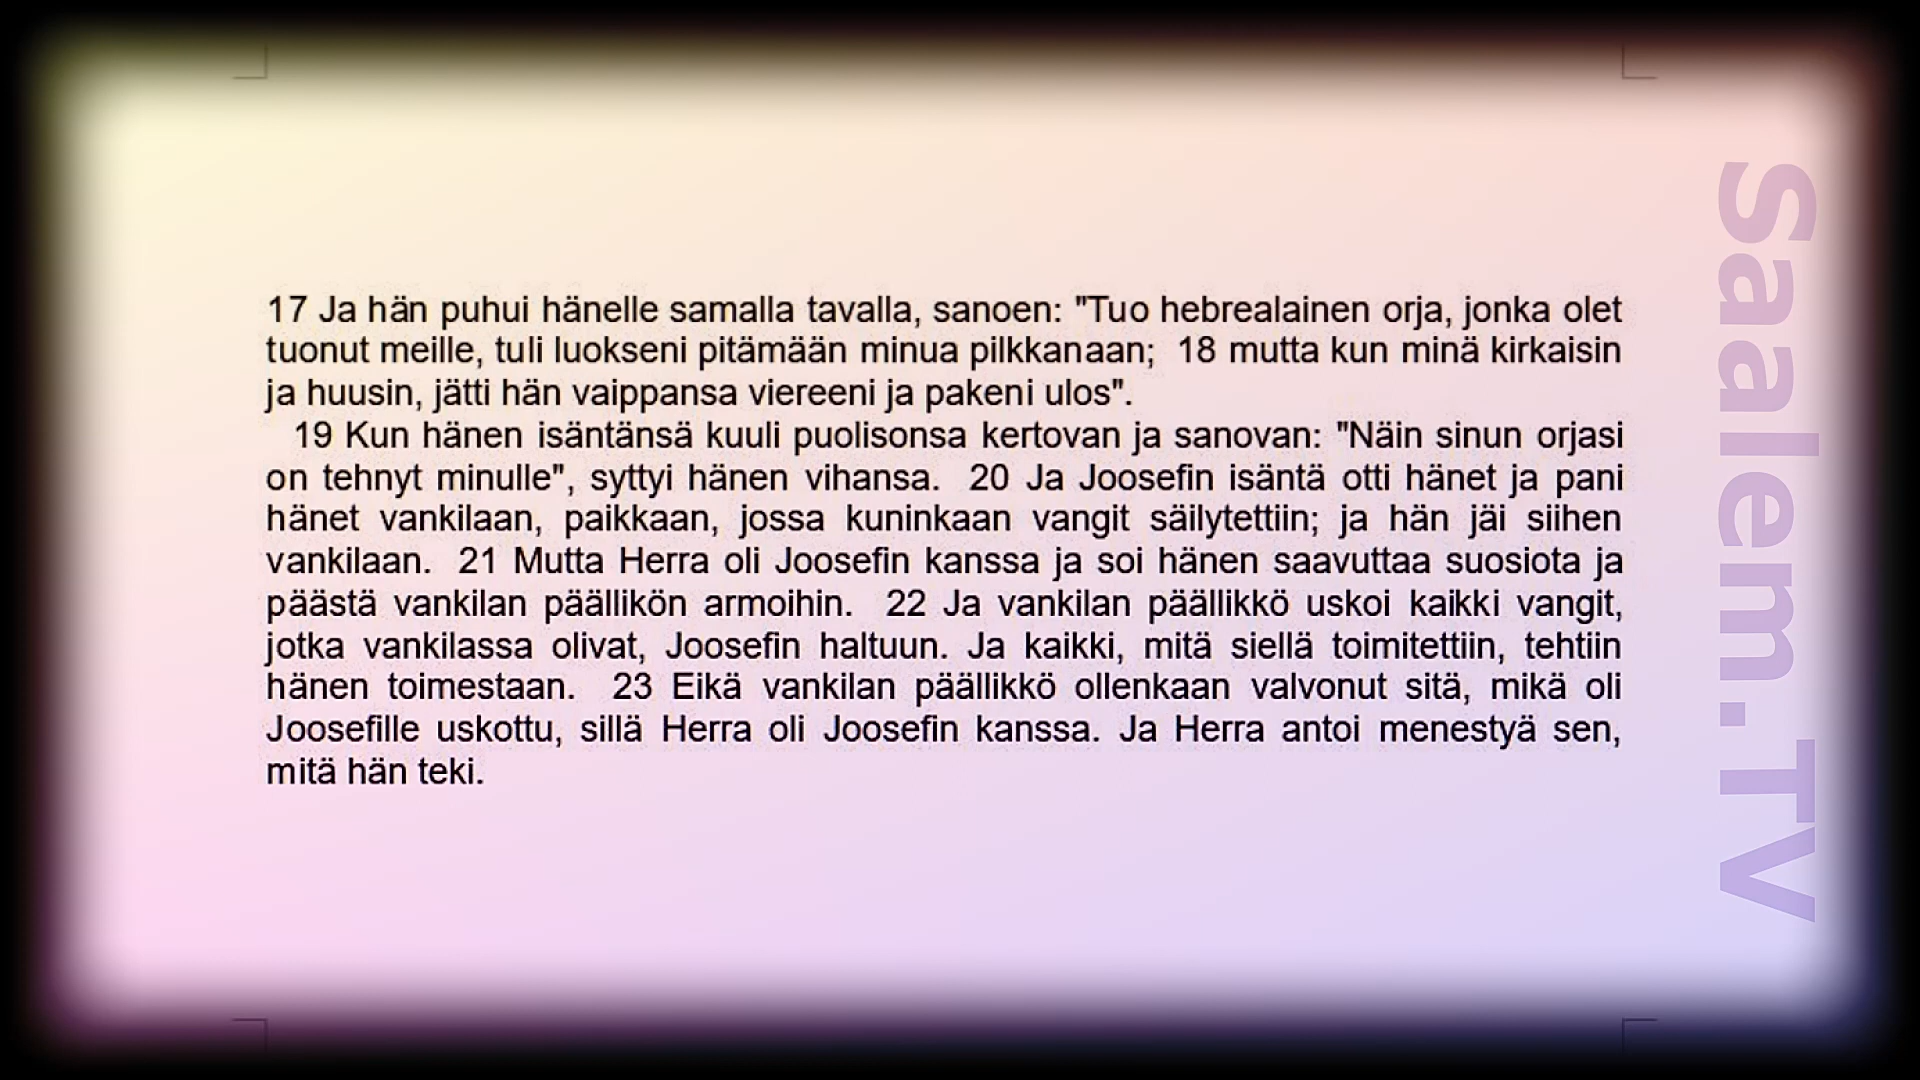 17 Ja hän puhui hänelle samalla tavalla, sanoen: "Tuo hebrealainen orja, jonka olet
tuonut meille, tuli luokseni pitämään minua pilkkanaan;  18 mutta kun minä kirkaisin
ja huusin, jätti hän vaippansa viereeni ja pakeni ulos".
19 Kun hänen isäntänsä kuuli puolisonsa kertovan ja sanovan: "Näin sinun orjasi
on tehnyt minulle", syttyi hänen vihansa.  20 Ja Joosefin isäntä otti hänet ja pani
hänet vankilaan, paikkaan, jossa kuninkaan vangit säilytettiin; ja hän jäi siihen
vankilaan.  21 Mutta Herra oli Joosefin kanssa ja soi hänen saavuttaa suosiota ja
päästä vankilan päällikön armoihin.  22 Ja vankilan päällikkö uskoi kaikki vangit,
jotka vankilassa olivat, Joosefin haltuun. Ja kaikki, mitä siellä toimitettiin, tehtiin
hänen toimestaan.  23 Eikä vankilan päällikkö ollenkaan valvonut sitä, mikä oli
Joosefille uskottu, sillä Herra oli Joosefin kanssa. Ja Herra antoi menestyä sen,
mitä hän teki.
Saalem.TV